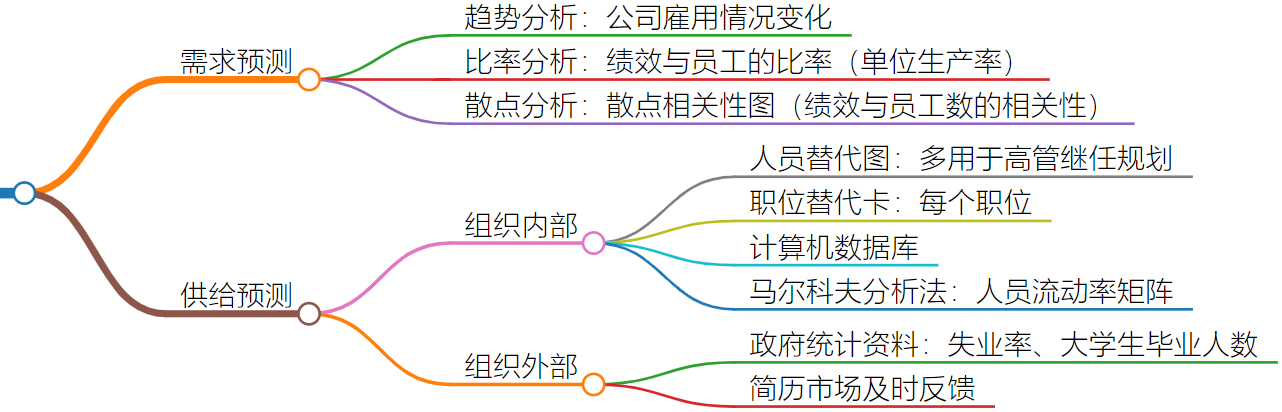 趋势分析：公司雇用情况变化
需求预测
比率分析：绩效与员工的比率（单位生产率）
散点分析：散点相关性图（绩效与员工数的相关性）
人员替代图：多用于高管继任规划
职位替代卡：每个职位
组织内部
计算机数据库
马尔科夫分析法：人员流动率矩阵
供给预测
政府统计资料：失业率、大学生毕业人数
组织外部
简历市场及时反馈